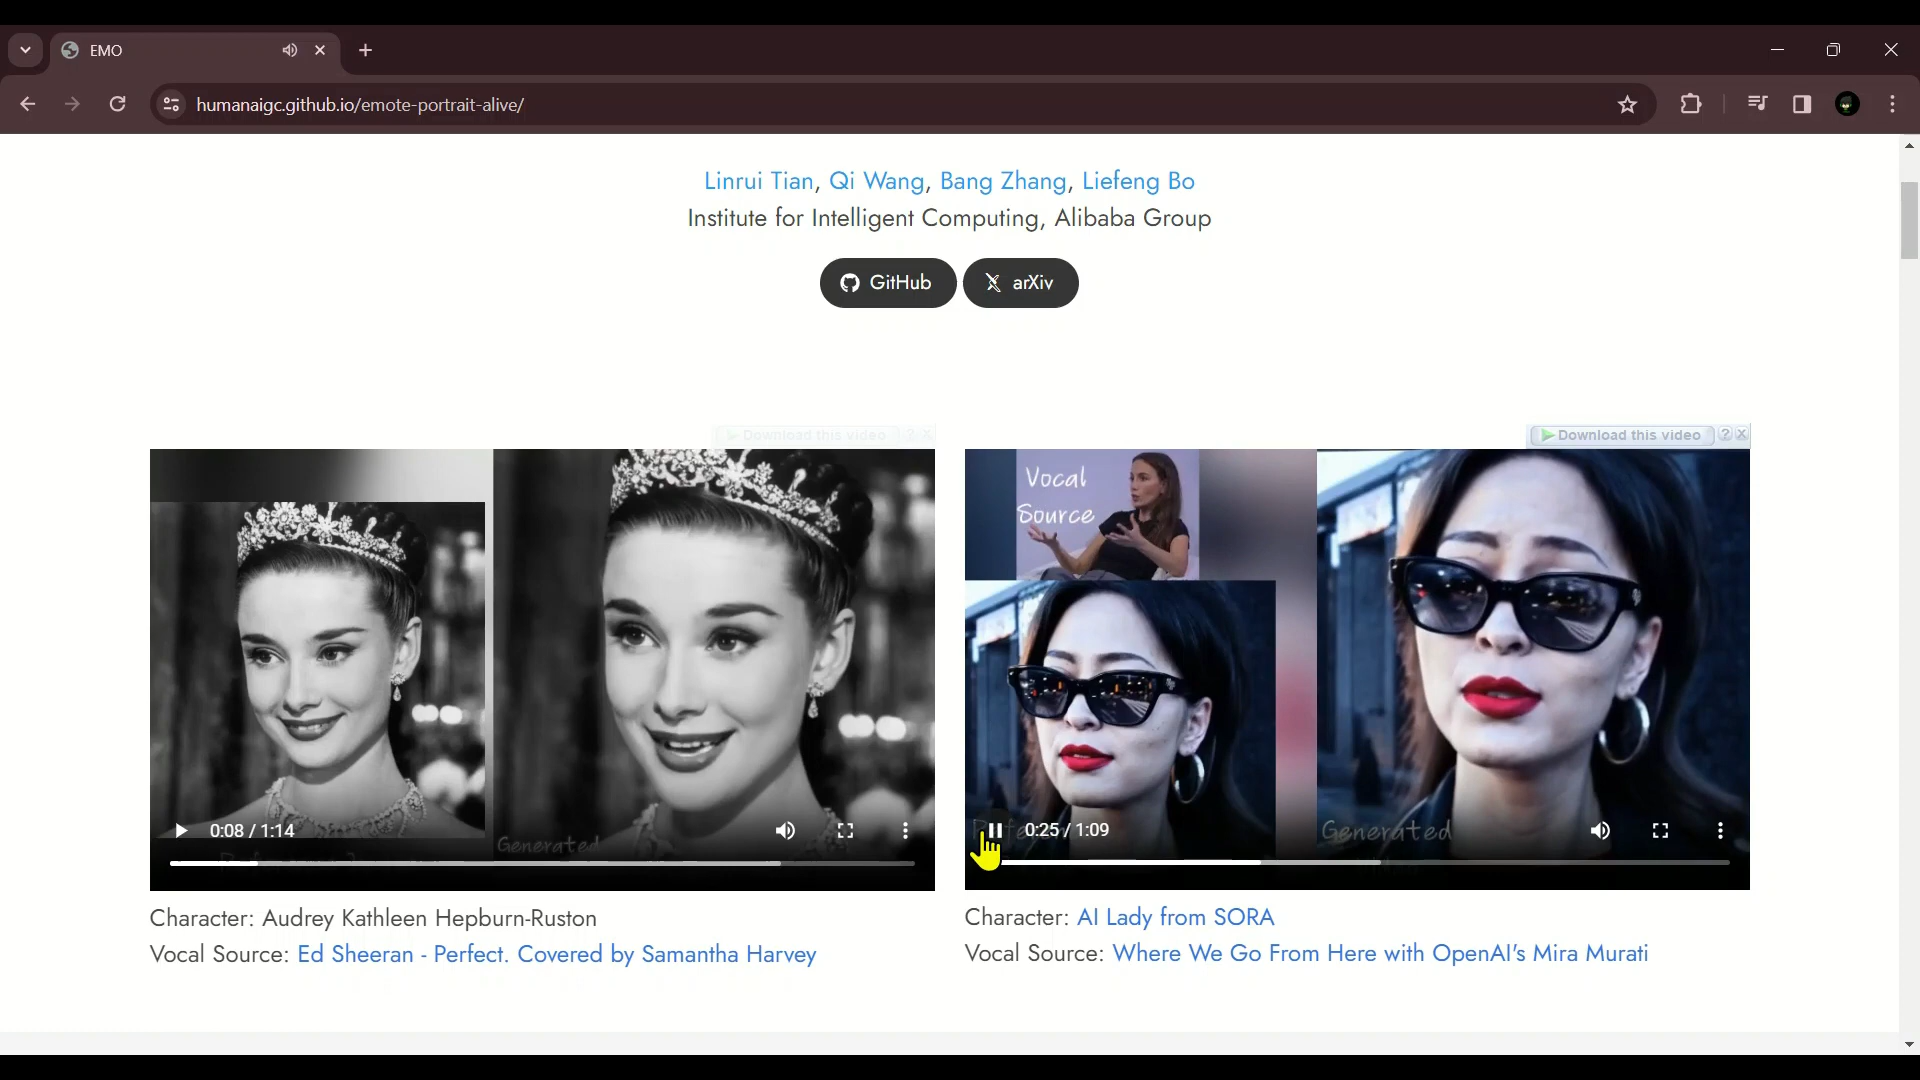 EMO
humanaigc.github.io/emote-portrait-alive/
Linrui Tian, Qi Wang, Bang Zhang, Liefeng Bo
Institute for Intelligent Computing, Alibaba Group
GitHub
arXiv
Download this video ? X
Download this video ? X
Vocal
Source
0:08 / 1:14
Generated
0:25 / 1:09
Generated
Character: Audrey Kathleen Hepburn-Ruston
Vocal Source: Ed Sheeran - Perfect. Covered by Samantha Harvey
Character: AI Lady from SORA
Vocal Source: Where We Go From Here with OpenAI's Mira Murati